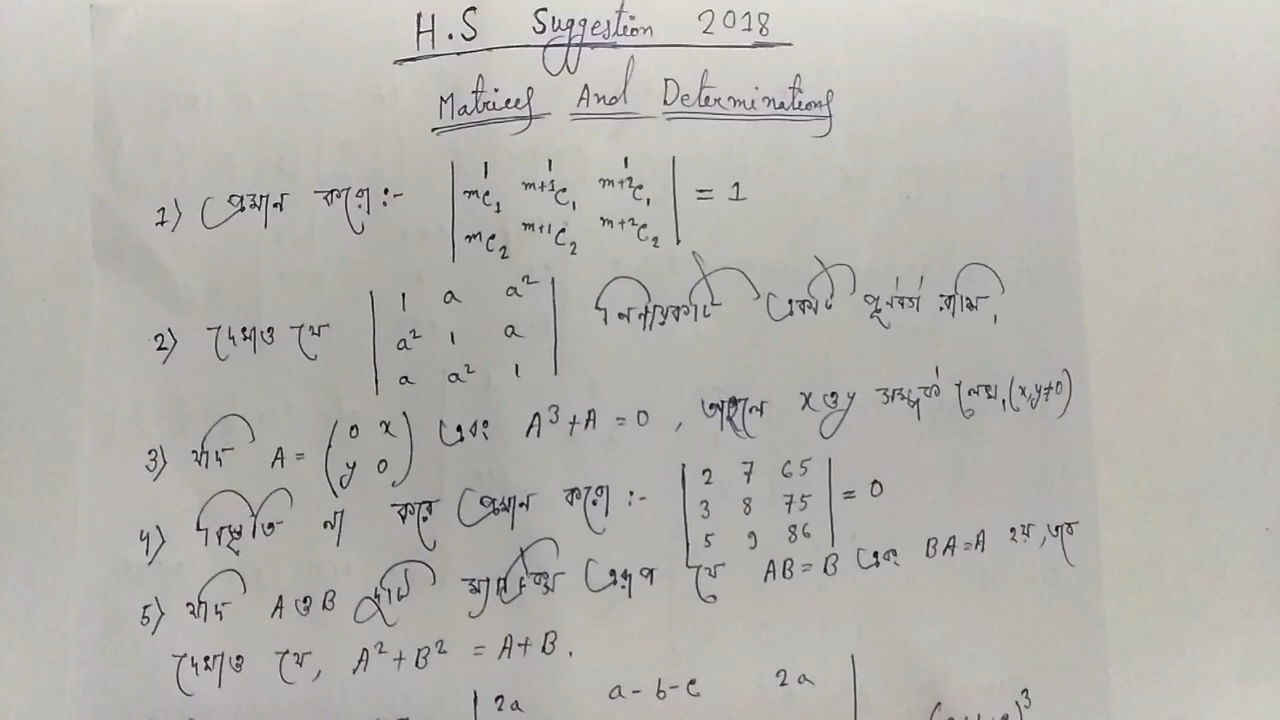 H.S Suggestion 2018
Matrices And Determinations
1) প্রমান করো :- | 1 1 1 | = 1
| ᵐC₁ ᵐ⁺¹C₁ ᵐ⁺²C₁ |
| ᵐC₂ ᵐ⁺¹C₂ ᵐ⁺²C₂ |
2) দেখাও যে | 1 a a² | নির্নায়কটি একটি পূর্নবর্গ রাশি,
| a² 1 a |
| a a² 1 |
3) যদি A = ( 0 x ; y 0 ) এবং A³ + A = 0 , তাহলে x ও y সম্পর্ক লেখ, (x,y≠0)
4) বিস্তৃতি না করে প্রমান করো :- | 2 7 65 | = 0
| 3 8 75 |
| 5 9 86 |
5) যদি A ও B দুটি ম্যাট্রিক্স এরূপ যে AB = B এবং BA = A হয়, তবে
দেখাও যে, A² + B² = A + B .
| 2a a - b - c 2a |